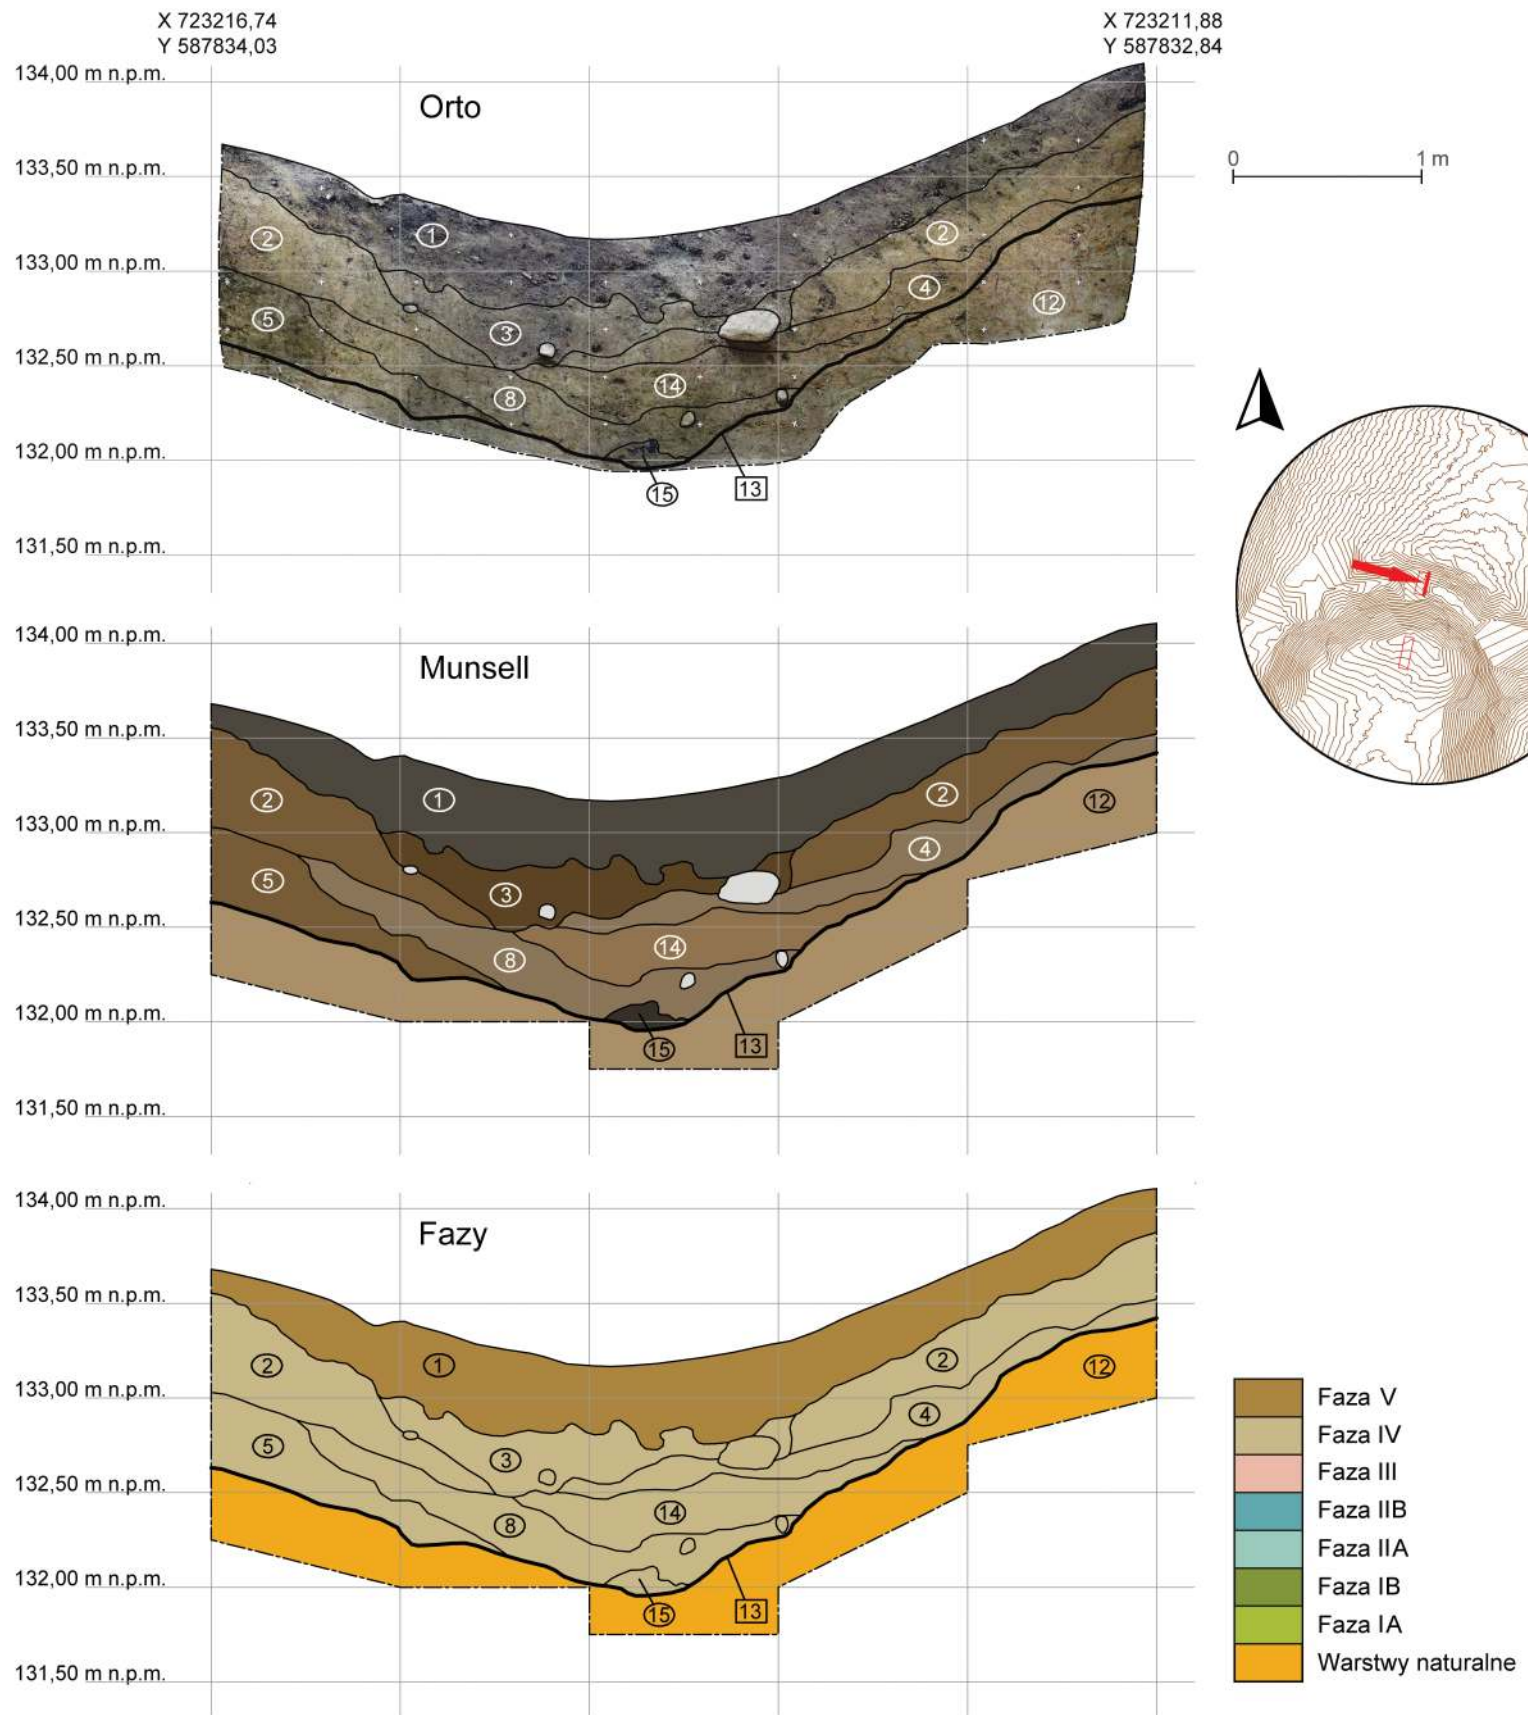 X 723216,74
Y 587834,03
X 723211,88
Y 587832,84
134,00 m n.p.m.
Orto
133,50 m n.p.m.
0 1 m
2
1
2
133,00 m n.p.m.
4
12
5
3
132,50 m n.p.m.
14
8
132,00 m n.p.m.
15
13
131,50 m n.p.m.
134,00 m n.p.m.
Munsell
133,50 m n.p.m.
2
1
2
12
133,00 m n.p.m.
4
5
3
132,50 m n.p.m.
14
8
132,00 m n.p.m.
15
13
131,50 m n.p.m.
134,00 m n.p.m.
Fazy
133,50 m n.p.m.
2
1
2
12
133,00 m n.p.m.
4
5
3
132,50 m n.p.m.
14
8
132,00 m n.p.m.
15
13
131,50 m n.p.m.
Faza V
Faza IV
Faza III
Faza IIB
Faza IIA
Faza IB
Faza IA
Warstwy naturalne